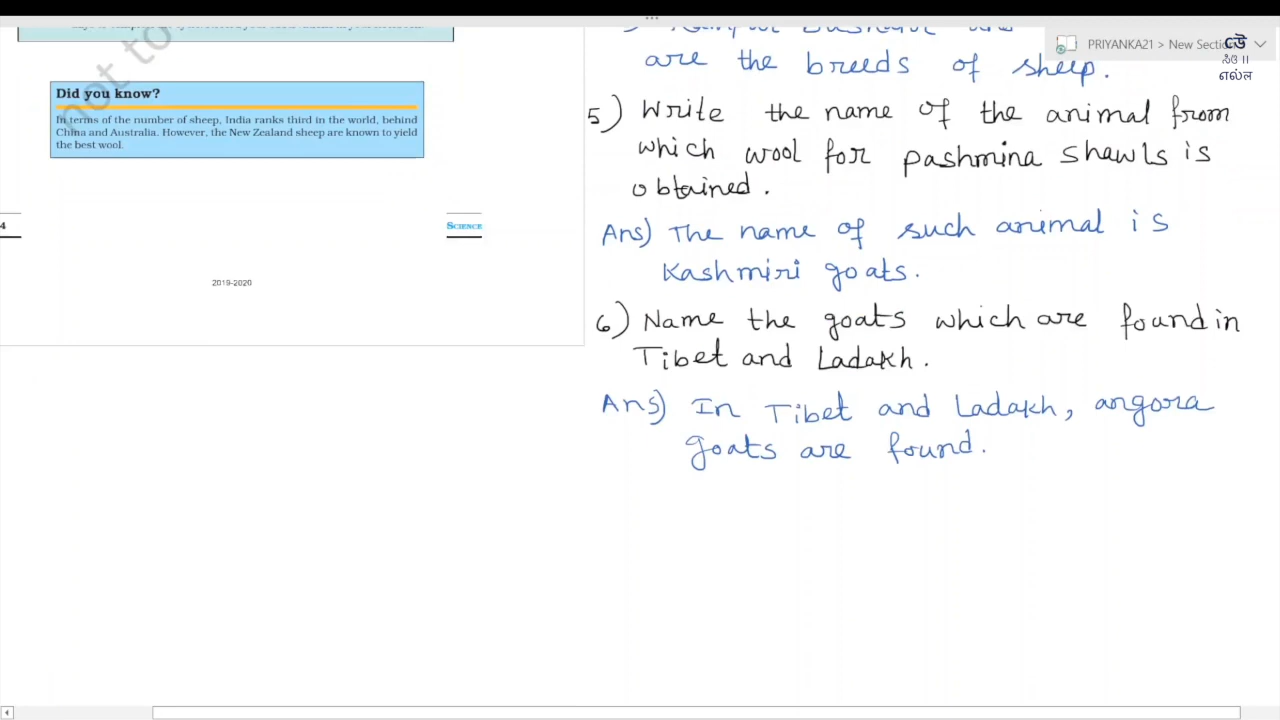 not to
Did you know?
In terms of the number of sheep, India ranks third in the world, behind
China and Australia. However, the New Zealand sheep are known to yield
the best wool.
4
SCIENCE
2019-2020
are the breeds of sheep.
PRIYANKA21 > New Section
5) Write the name of the animal from
which wool for pashmina shawls is
obtained.
Ans) The name of such animal is
Kashmiri goats.
6) Name the goats which are found in
Tibet and Ladakh.
Ans) In Tibet and Ladakh, angora
goats are found.